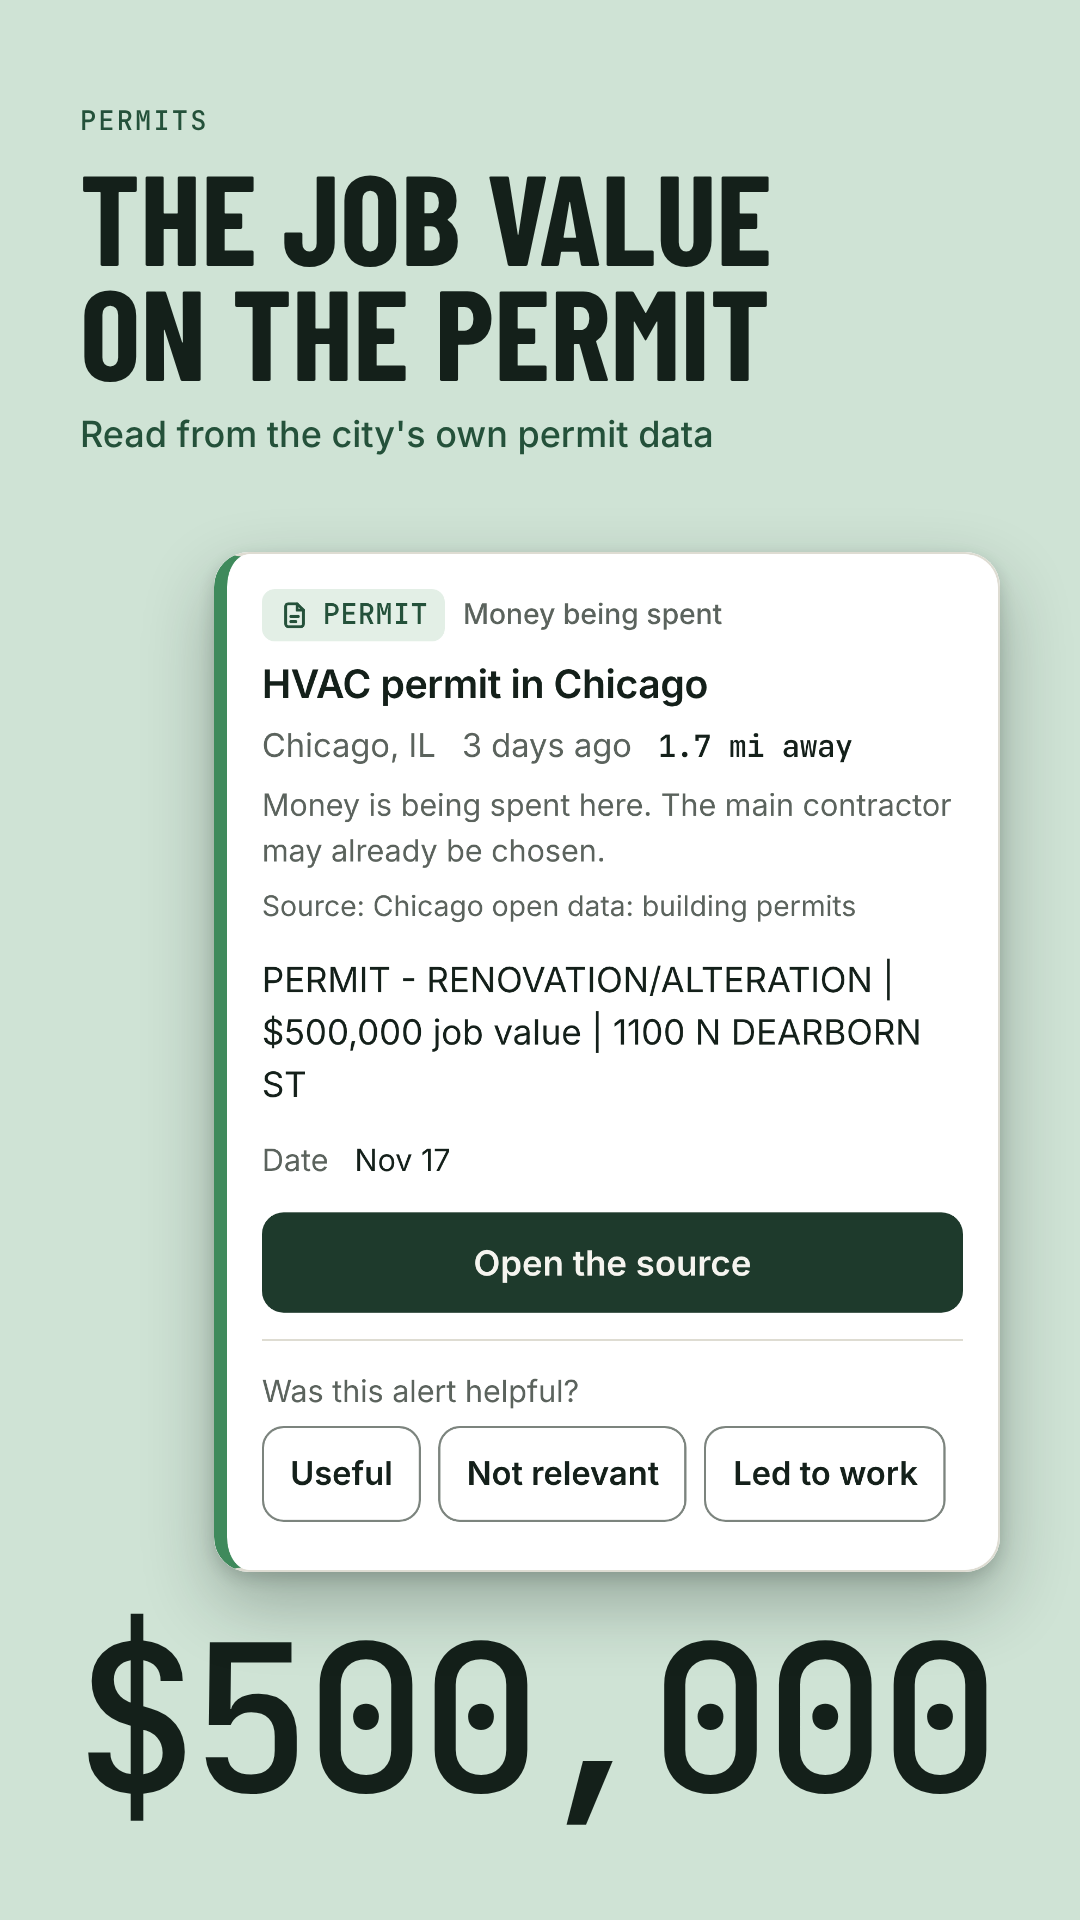 PERMITS
THE JOB VALUE
ON THE PERMIT
Read from the city's own permit data
PERMIT Money being spent
HVAC permit in Chicago
Chicago, IL 3 days ago 1.7 mi away
Money is being spent here. The main contractor
may already be chosen.
Source: Chicago open data: building permits
PERMIT - RENOVATION/ALTERATION |
$500,000 job value | 1100 N DEARBORN
ST
Date Nov 17
Open the source
Was this alert helpful?
Useful Not relevant Led to work
$500,000